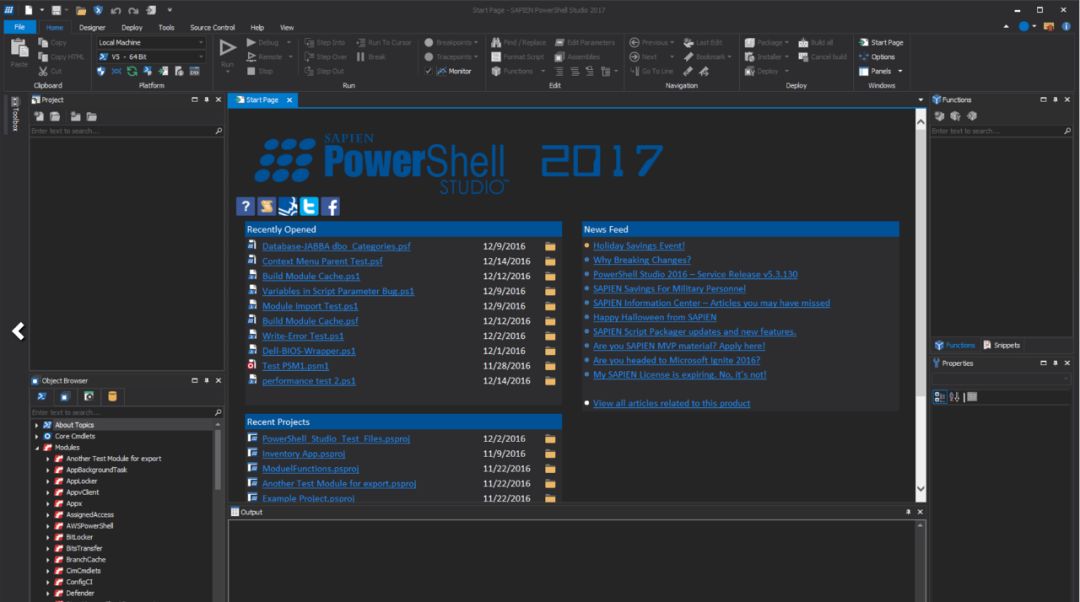 Start Page - SAPIEN PowerShell Studio 2017
File Home Designer Deploy Tools Source Control Help View
Paste
Copy
Copy HTML
Cut
Clipboard
Local Machine
V5 - 64 Bit
Platform
Run
Debug
Remote
Stop
Step Into
Step Over
Step Out
Run To Cursor
Break
Run
Breakpoints
Tracepoints
Monitor
Find / Replace
Format Script
Functions
Edit Parameters
Assemblies
Edit
Previous
Next
Go To Line
Last Edit
Bookmark
Navigation
Package
Installer
Deploy
Build all
Cancel build
Deploy
Start Page
Options
Panels
Windows
Toolbox
Project
Enter text to search...
Object Browser
Enter text to search...
About Topics
Core Cmdlets
Modules
Another Test Module for export
AppBackgroundTask
AppLocker
AppvClient
Appx
AssignedAccess
AWSPowerShell
BitLocker
BitsTransfer
BranchCache
CimCmdlets
ConfigCI
Defender
Start Page
SAPIEN
PowerShell 2017
STUDIO™
Recently Opened
Database-JABBA dbo_Categories.psf 12/9/2016
Context Menu Parent Test.psf 12/14/2016
Build Module Cache.ps1 12/12/2016
Variables in Script Parameter Bug.ps1 12/9/2016
Module Import Test.ps1 12/9/2016
Build Module Cache.psf 12/12/2016
Write-Error Test.ps1 12/2/2016
Dell-BIOS-Wrapper.ps1 12/1/2016
Test PSM1.psm1 11/28/2016
performance test 2.ps1 12/14/2016
Recent Projects
PowerShell_Studio_Test_Files.psproj 12/2/2016
Inventory App.psproj 11/9/2016
ModuelFunctions.psproj 11/22/2016
Another Test Module for export.psproj 11/22/2016
Example Project.psproj 11/22/2016
News Feed
Holiday Savings Event!
Why Breaking Changes?
PowerShell Studio 2016 – Service Release v5.3.130
SAPIEN Savings For Military Personnel
SAPIEN Information Center – Articles you may have missed
Happy Halloween from SAPIEN
SAPIEN Script Packager updates and new features.
Are you SAPIEN MVP material? Apply here!
Are you headed to Microsoft Ignite 2016?
My SAPIEN License is expiring. No, it's not!
View all articles related to this product
Output
Functions
Enter text to search...
Functions Snippets
Properties